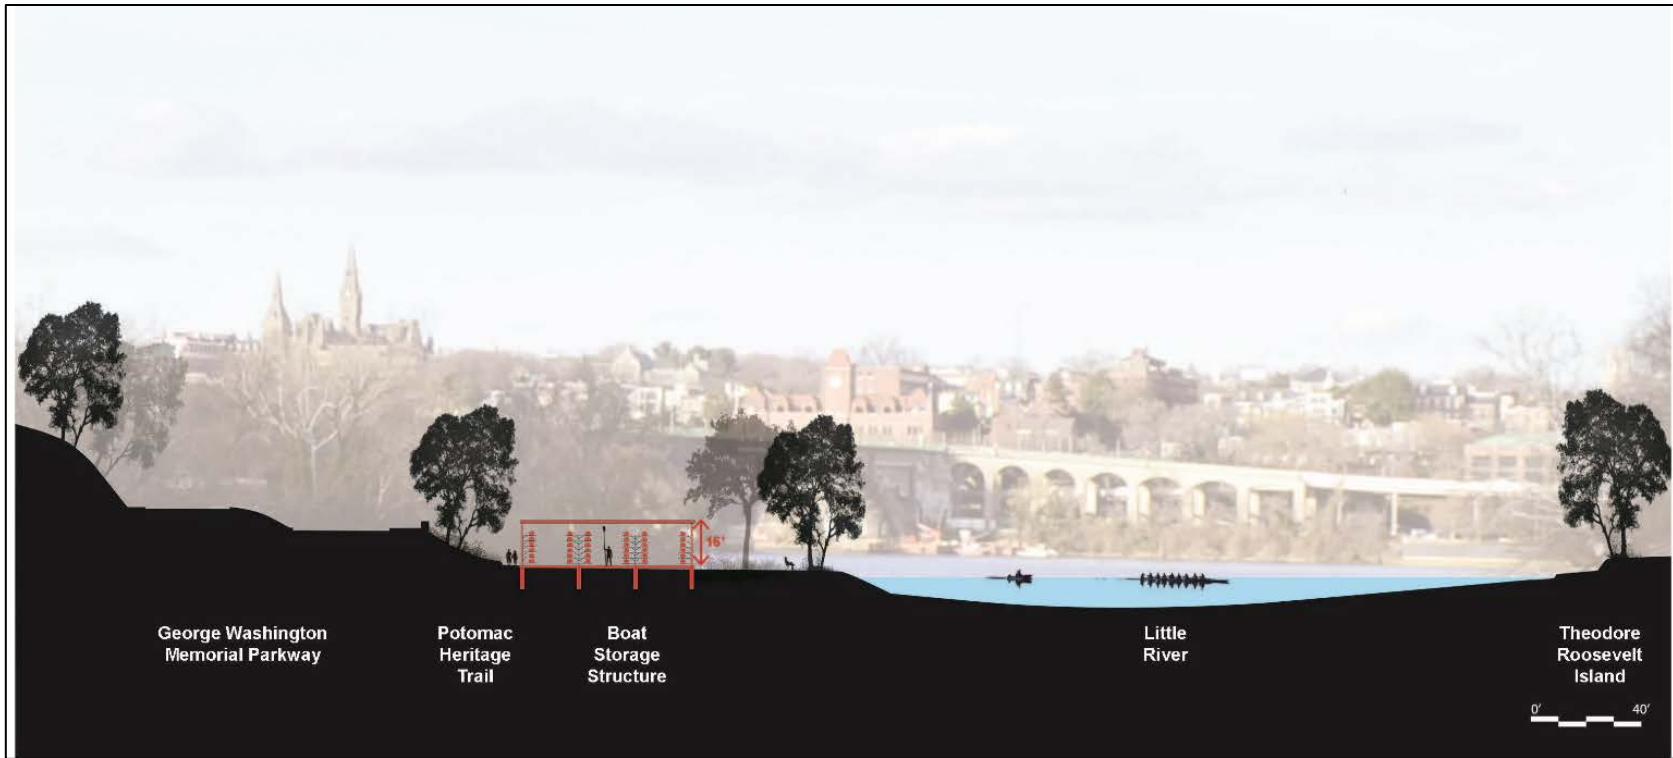 16'
George Washington
Memorial Parkway
Potomac
Heritage
Trail
Boat
Storage
Structure
Little
River
Theodore
Roosevelt
Island
0' 40'